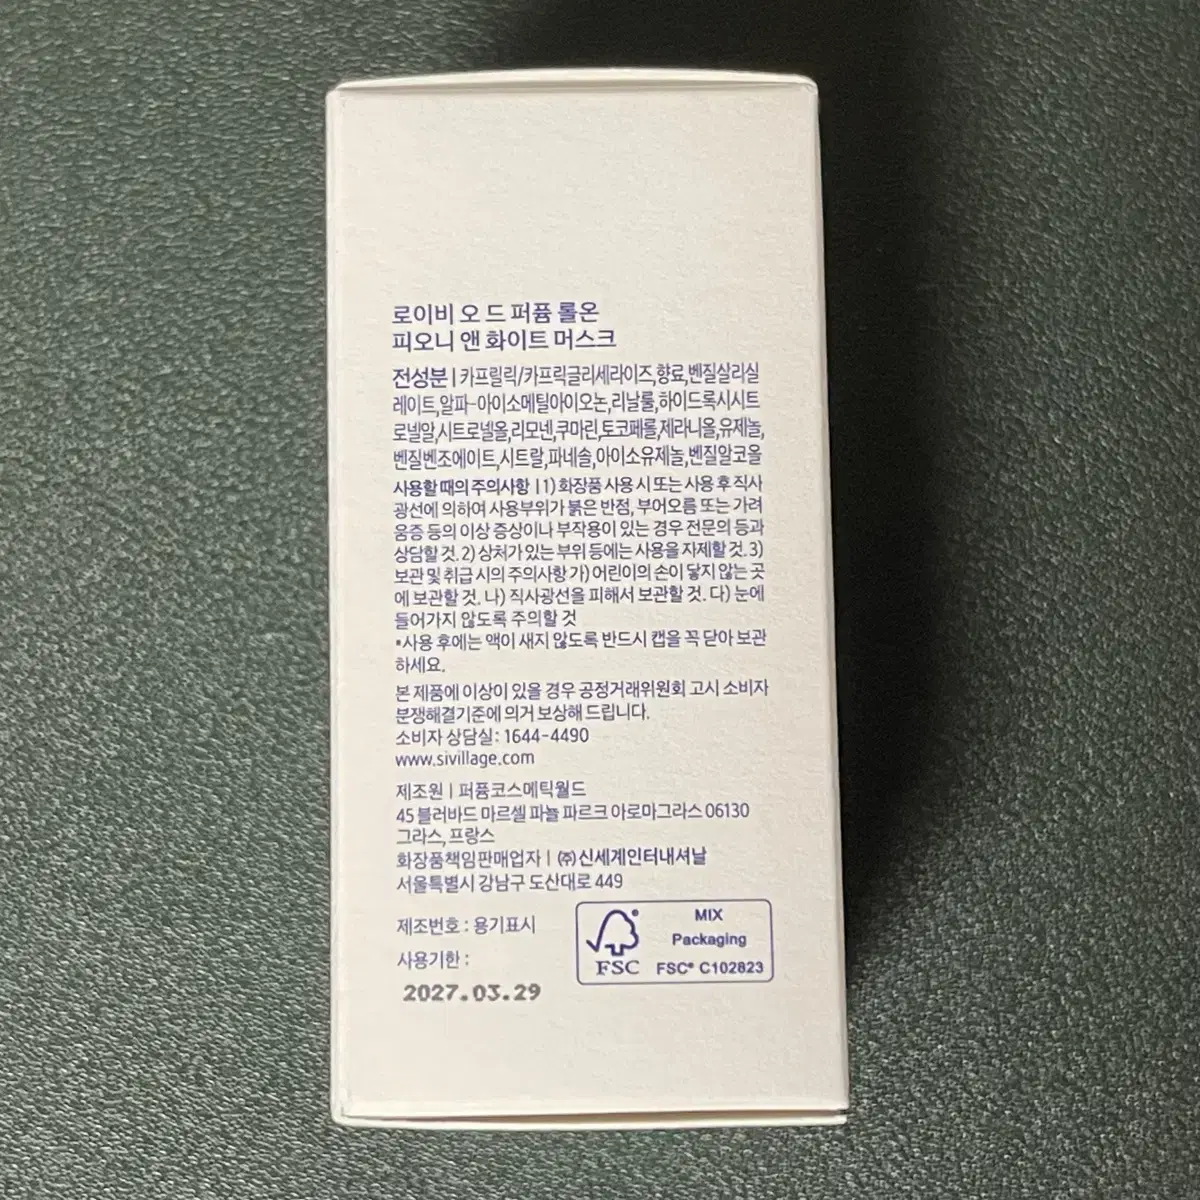 로이비 오 드 퍼퓸 롤온
피오니 앤 화이트 머스크
전성분 | 카프릴릭/카프릭글리세라이즈,향료,벤질살리실
레이트,알파-아이소메틸아이오논,리날룰,하이드록시시트
로넬알,시트로넬올,리모넨,쿠마린,토코페롤,제라니올,유제놀,
벤질벤조에이트,시트랄,파네솔,아이소유제놀,벤질알코올
사용할 때의 주의사항 | 1) 화장품 사용 시 또는 사용 후 직사
광선에 의하여 사용부위가 붉은 반점, 부어오름 또는 가려
움증 등의 이상 증상이나 부작용이 있는 경우 전문의 등과
상담할 것. 2) 상처가 있는 부위 등에는 사용을 자제할 것. 3)
보관 및 취급 시의 주의사항 가) 어린이의 손이 닿지 않는 곳
에 보관할 것. 나) 직사광선을 피해서 보관할 것. 다) 눈에
들어가지 않도록 주의할 것
*사용 후에는 액이 새지 않도록 반드시 캡을 꼭 닫아 보관
하세요.
본 제품에 이상이 있을 경우 공정거래위원회 고시 소비자
분쟁해결기준에 의거 보상해 드립니다.
소비자 상담실: 1644-4490
www.sivillage.com
제조원 | 퍼퓸코스메틱월드
45 블러바드 마르셀 파뇰 파르크 아로마그라스 06130
그라스, 프랑스
화장품책임판매업자 | ㈜신세계인터내셔날
서울특별시 강남구 도산대로 449
제조번호 : 용기표시
사용기한 :
2027.03.29
FSC
MIX
Packaging
FSC® C102823